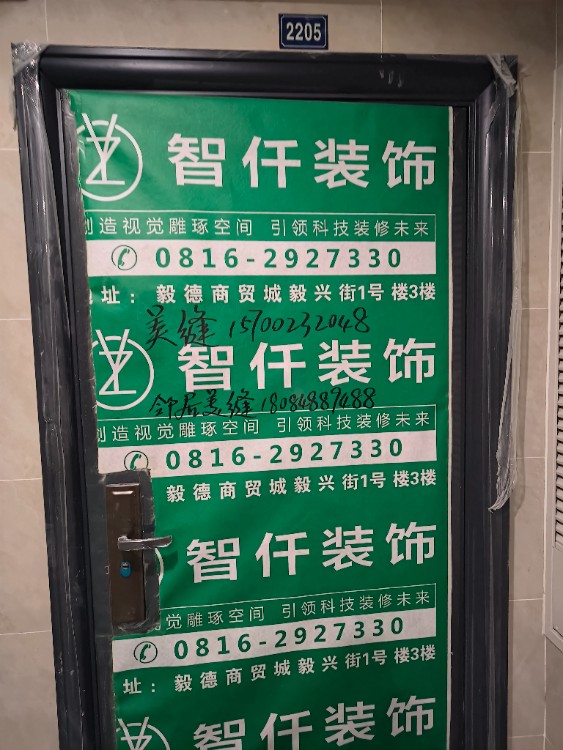 2205
智仟装饰
创造视觉雕琢空间 引领科技装修未来
0816-2927330
地址：毅德商贸城毅兴街1号楼3楼
美缝 15700232048
智仟装饰
邻居美缝 18084889488
创造视觉雕琢空间 引领科技装修未来
0816-2927330
毅德商贸城毅兴街1号楼3楼
智仟装饰
觉雕琢空间 引领科技装修未来
0816-2927330
址：毅德商贸城毅兴街1号楼3楼
智仟装饰